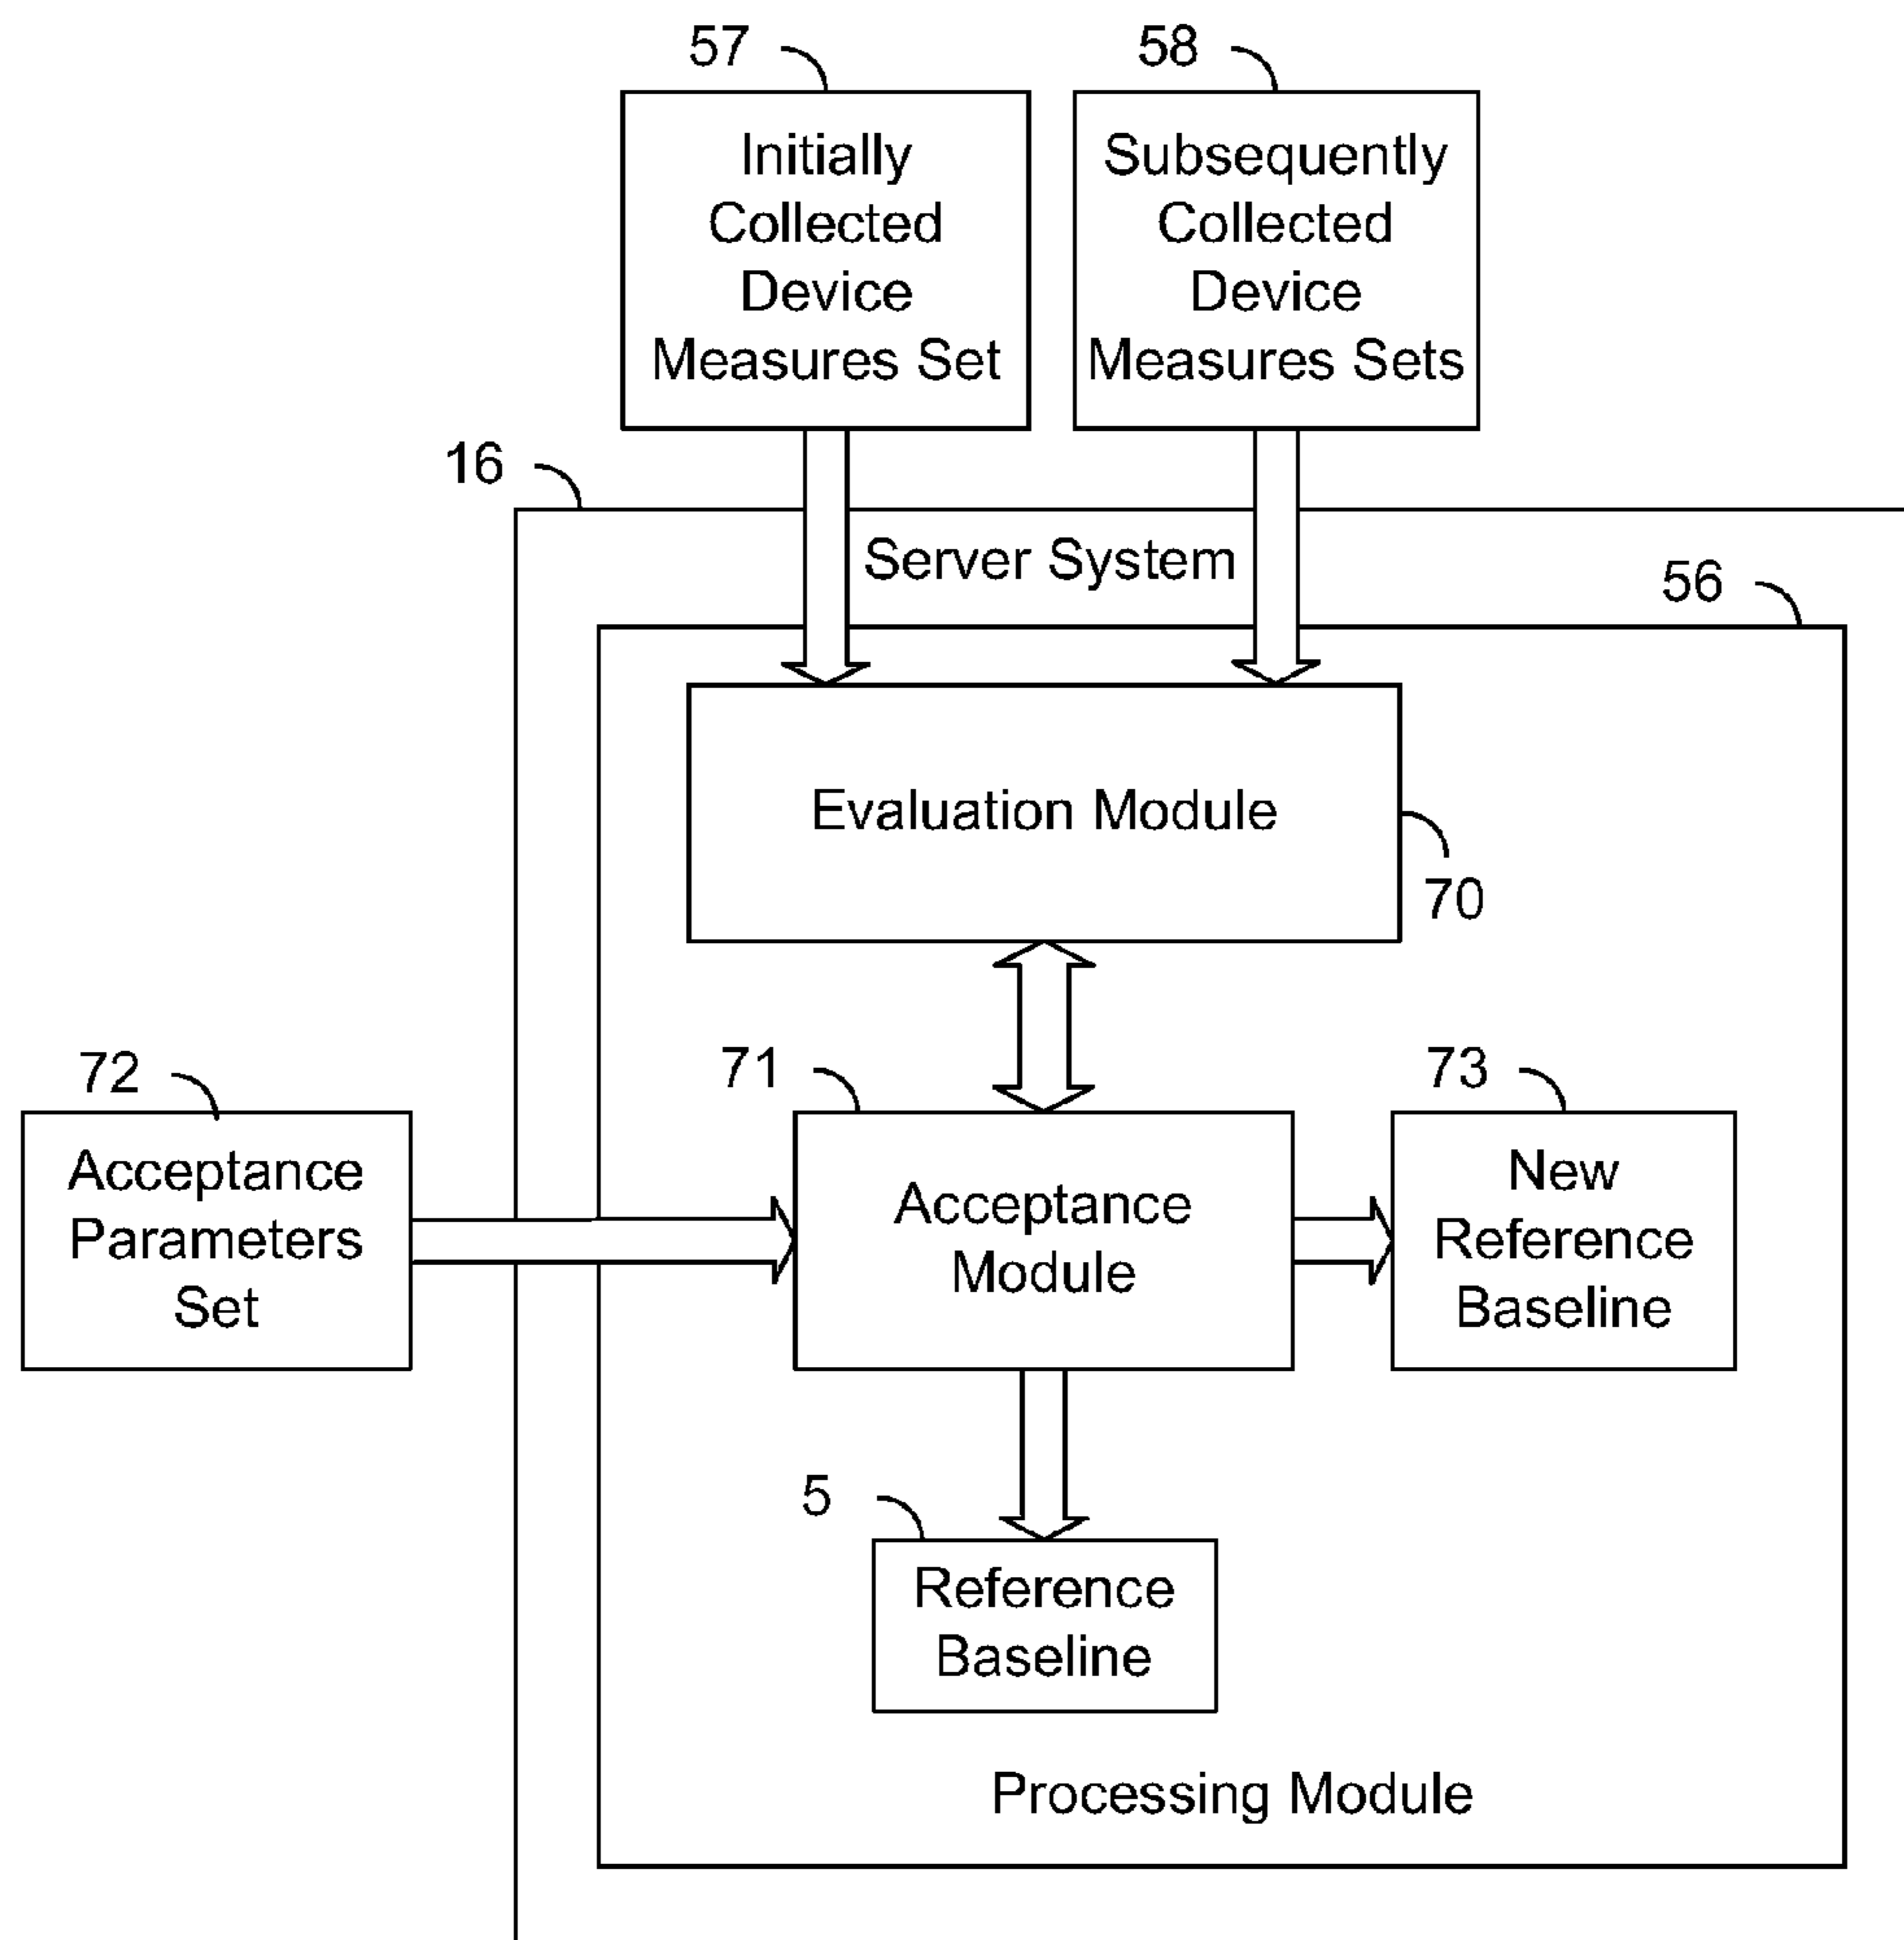 57
58
Initially
Collected
Device
Measures Set
Subsequently
Collected
Device
Measures Sets
16
Server System
56
Evaluation Module
70
72
71
73
Acceptance
Parameters
Set
Acceptance
Module
New
Reference
Baseline
5
Reference
Baseline
Processing Module